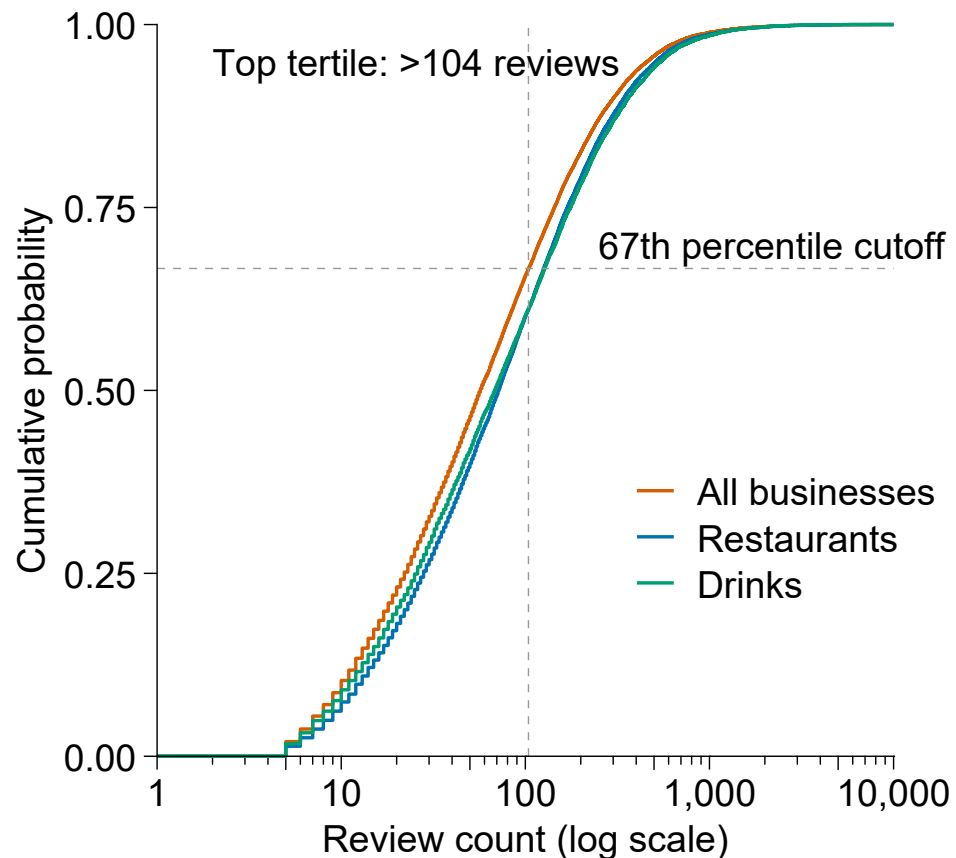 1.00
Top tertile: >104 reviews
0.75
67th percentile cutoff
0.50
Cumulative probability
All businesses
Restaurants
Drinks
0.25
0.00
1 10 100 1,000 10,000
Review count (log scale)